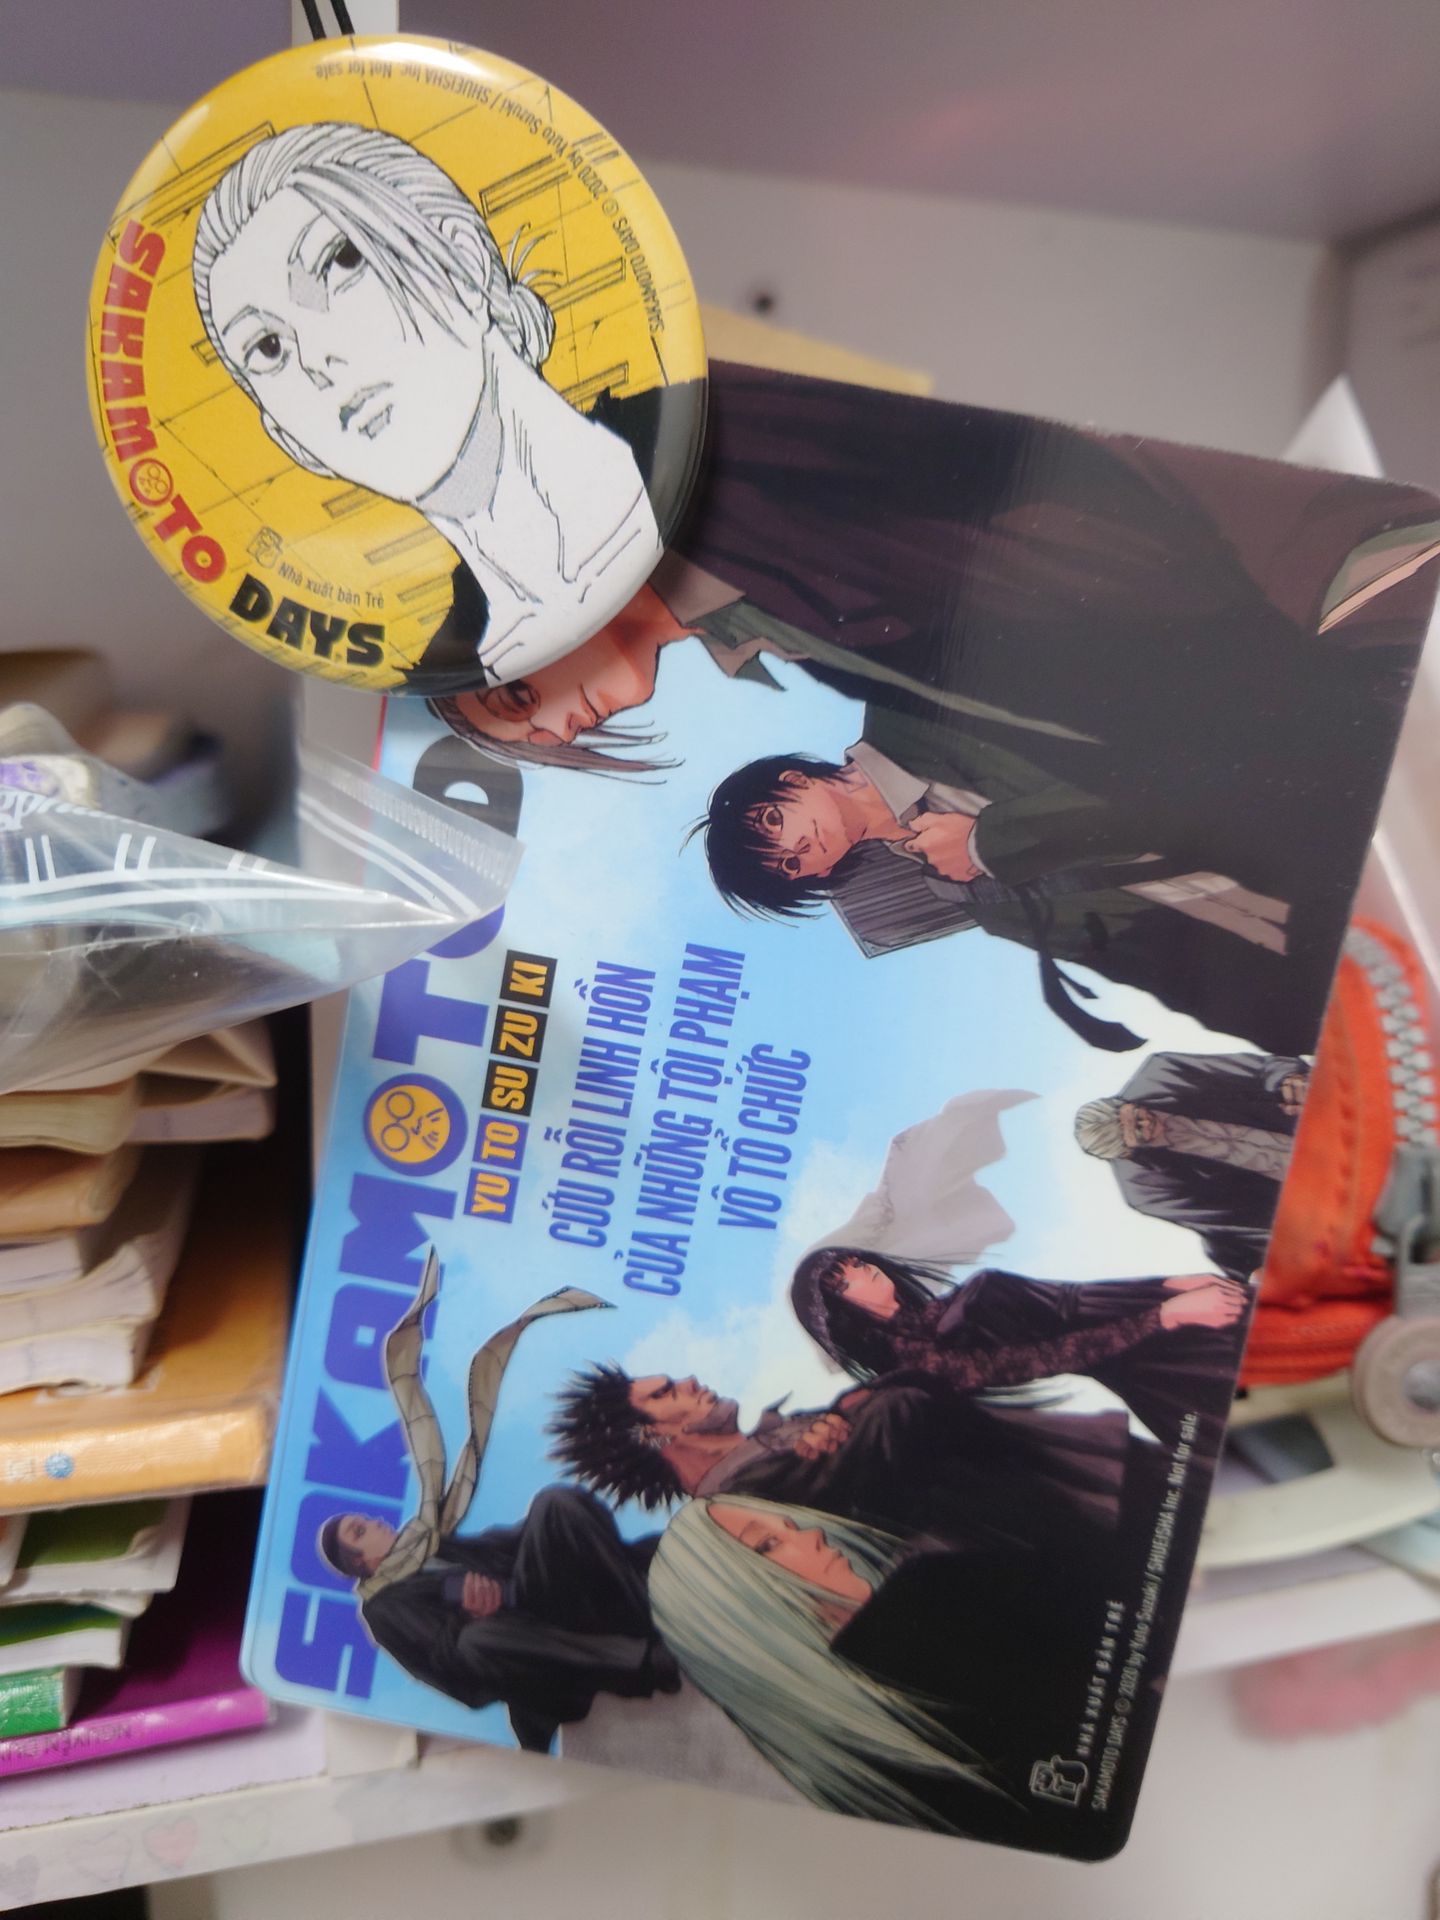 SAKAMOTO
DAYS
Nhà xuất bản Trẻ
SAKAMOTO DAYS © 2020 by Yuto Suzuki / SHUEISHA Inc. Not for sale.
SAKAMOTO D
YU TO SU ZU KI
CỨU RỖI LINH HỒN
CỦA NHỮNG TỘI PHẠM
VÔ TỔ CHỨC
NHÀ XUẤT BẢN TRẺ
SAKAMOTO DAYS © 2020 by Yuto Suzuki / SHUEISHA Inc. Not for sale.